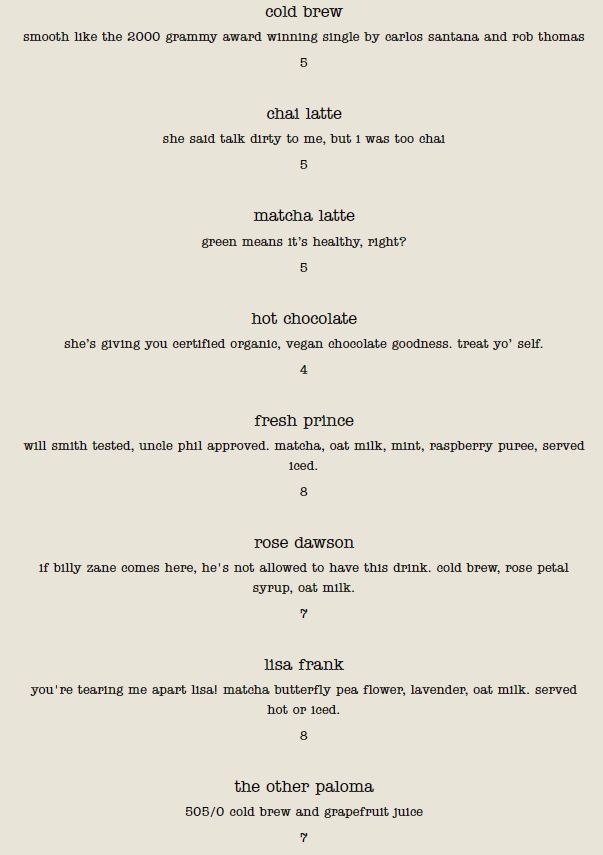 cold brew
smooth like the 2000 grammy award winning single by carlos santana and rob thomas
5
chai latte
she said talk dirty to me, but i was too chai
5
matcha latte
green means it's healthy, right?
5
hot chocolate
she's giving you certified organic, vegan chocolate goodness. treat yo' self.
4
fresh prince
will smith tested, uncle phil approved. matcha, oat milk, mint, raspberry puree, served
iced.
8
rose dawson
if billy zane comes here, he's not allowed to have this drink. cold brew, rose petal
syrup, oat milk.
7
lisa frank
you're tearing me apart lisa! matcha butterfly pea flower, lavender, oat milk. served
hot or iced.
8
the other paloma
505/0 cold brew and grapefruit juice
7